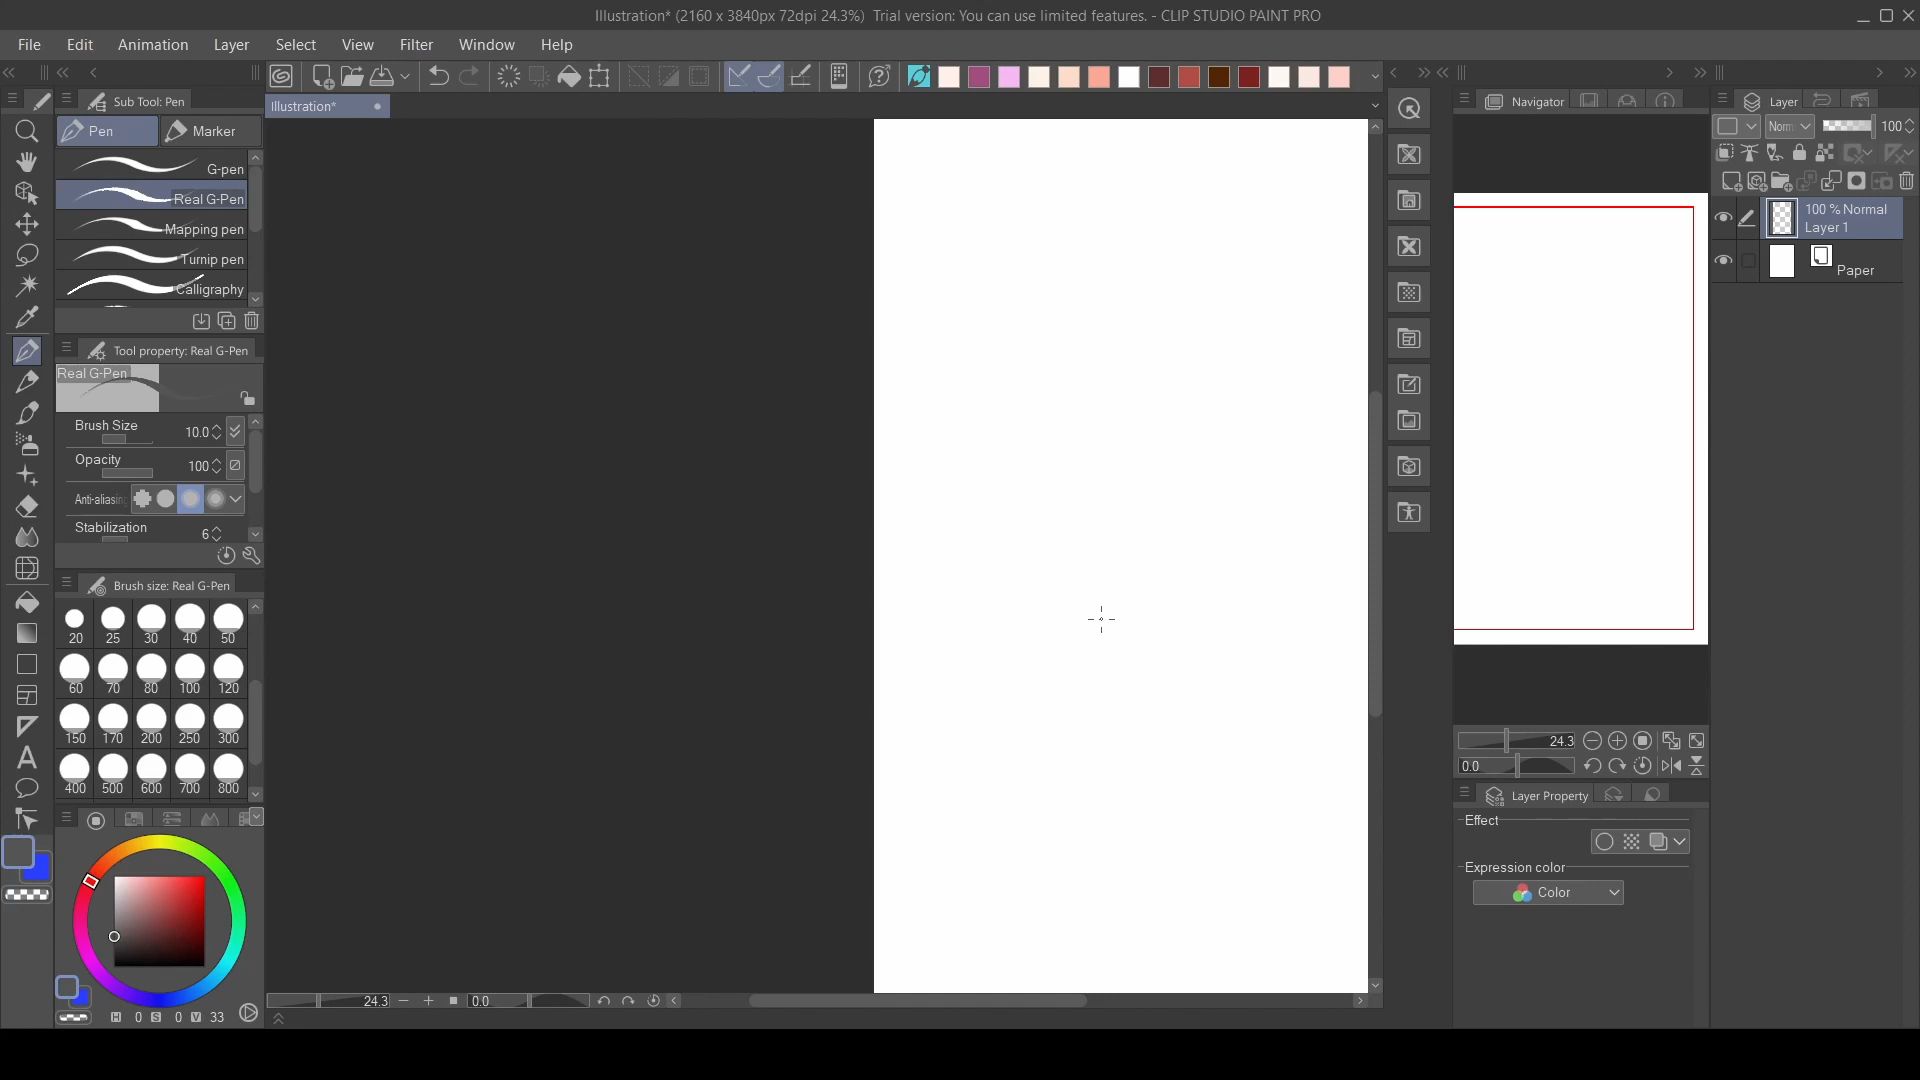 Illustration* (2160 x 3840px 72dpi 24.3%)  Trial version: You can use limited features. - CLIP STUDIO PAINT PRO
File Edit Animation Layer Select View Filter Window Help
Sub Tool: Pen
Illustration*
Navigator
Layer
Pen Marker
Norm 100
G-pen
Real G-Pen
Mapping pen
Turnip pen
Calligraphy
100 % Normal
Layer 1
Paper
Tool property: Real G-Pen
Real G-Pen
Brush Size 10.0
Opacity 100
Anti-aliasin
Stabilization 6
Brush size: Real G-Pen
20 25 30 40 50
60 70 80 100 120
150 170 200 250 300
400 500 600 700 800
H 0 S 0 V 33
24.3 0.0
24.3
0.0
Layer Property
Effect
Expression color
Color